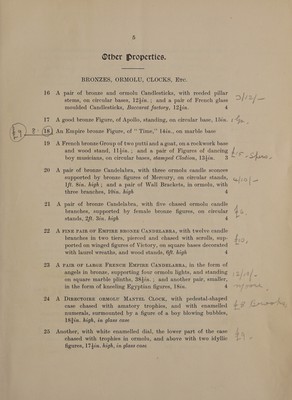 5
Other Properties.
BRONZES, ORMOLU, CLOCKS, Etc.
16 A pair of bronze and ormolu Candlesticks, with reeded pillar
stems, on circular bases, 12½in. ; and a pair of French glass
moulded Candlesticks, Baccarat factory, 12½in. 4
17 A good bronze Figure, of Apollo, standing, on circular base, 15in.
18 An Empire bronze Figure, of " Time," 14in., on marble base
19 A French bronze Group of two putti and a goat, on a rockwork base
and wood stand, 11½in. ; and a pair of Figures of dancing
boy musicians, on circular bases, stamped Clodion, 13½in. 3
20 A pair of bronze Candelabra, with three ormolu candle sconces
supported by bronze figures of Mercury, on circular stands,
1ft. 8in. high ; and a pair of Wall Brackets, in ormolu, with
three branches, 10in. high 4
21 A pair of bronze Candelabra, with five chased ormolu candle
branches, supported by female bronze figures, on circular
stands, 2ft. 3in. high 4
22 A FINE PAIR OF EMPIRE BRONZE CANDELABRA, with twelve candle
branches in two tiers, pierced and chased with scrolls, sup-
ported on winged figures of Victory, on square bases decorated
with laurel wreaths, and wood stands, 6ft. high 4
23 A PAIR OF LARGE FRENCH EMPIRE CANDELABRA, in the form of
angels in bronze, supporting four ormolu lights, and standing
on square marble plinths, 38½in. ; and another pair, smaller,
in the form of kneeling Egyptian figures, 18in. 4
24 A DIRECTOIRE ORMOLU MANTEL CLOCK, with pedestal-shaped
case chased with amatory trophies, and with enamelled
numerals, surmounted by a figure of a boy blowing bubbles,
18½in. high, in glass case
25 Another, with white enamelled dial, the lower part of the case
chased with trophies in ormolu, and above with two idyllic
figures, 17½in. high, in glass case